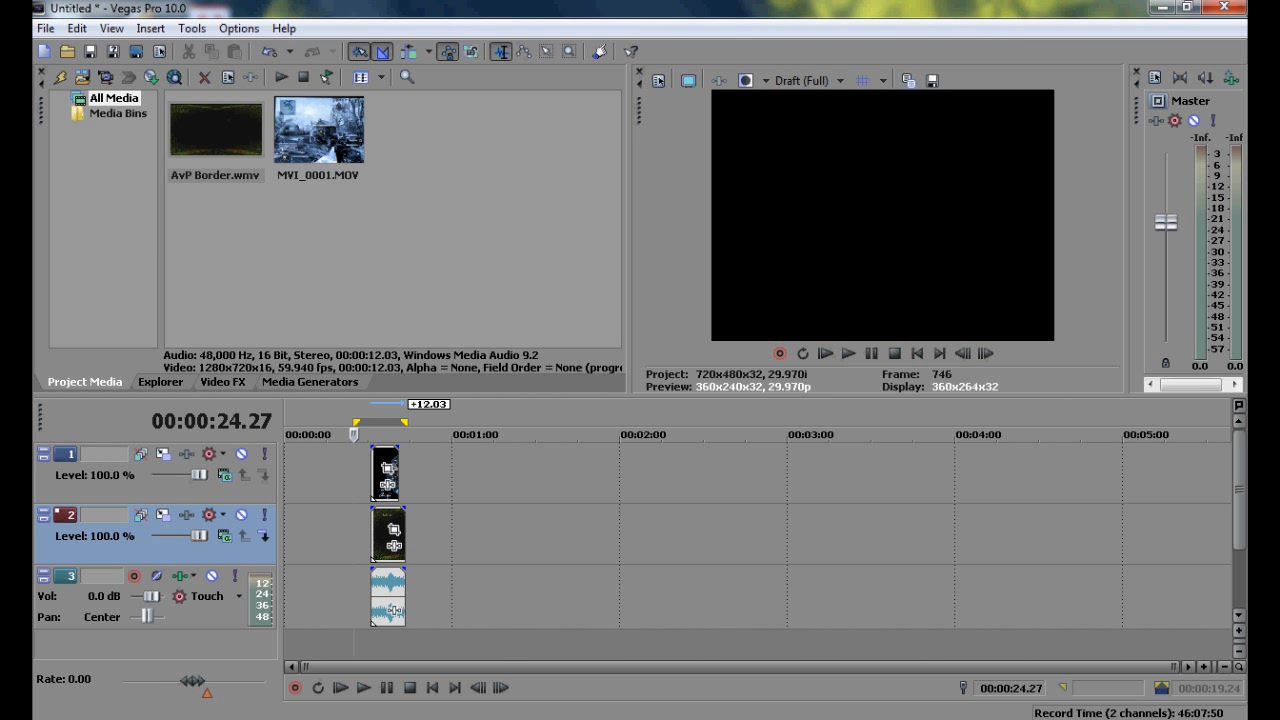 Untitled * - Vegas Pro 10.0
File Edit View Insert Tools Options Help
All Media
Media Bins
AvP Border.wmv
MVI_0001.MOV
Audio: 48,000 Hz, 16 Bit, Stereo, 00:00:12.03, Windows Media Audio 9.2
Video: 1280x720x16, 59.940 fps, 00:00:12.03, Alpha = None, Field Order = None (progre
Project Media Explorer Video FX Media Generators
Draft (Full)
Project: 720x480x32, 29.970i
Frame: 746
Preview: 360x240x32, 29.970p
Display: 360x264x32
Master
-Inf. -Inf
3
6
9
12
15
18
21
24
27
30
33
36
39
42
45
48
51
54
57
0.0 0.0
+12.03
00:00:24.27
00:00:00 00:01:00 00:02:00 00:03:00 00:04:00 00:05:00
1
Level: 100.0 %
2
Level: 100.0 %
3
Vol: 0.0 dB Touch
Pan: Center
12
24
36
48
Rate: 0.00
00:00:24.27
00:00:19.24
Record Time (2 channels): 46:07:50